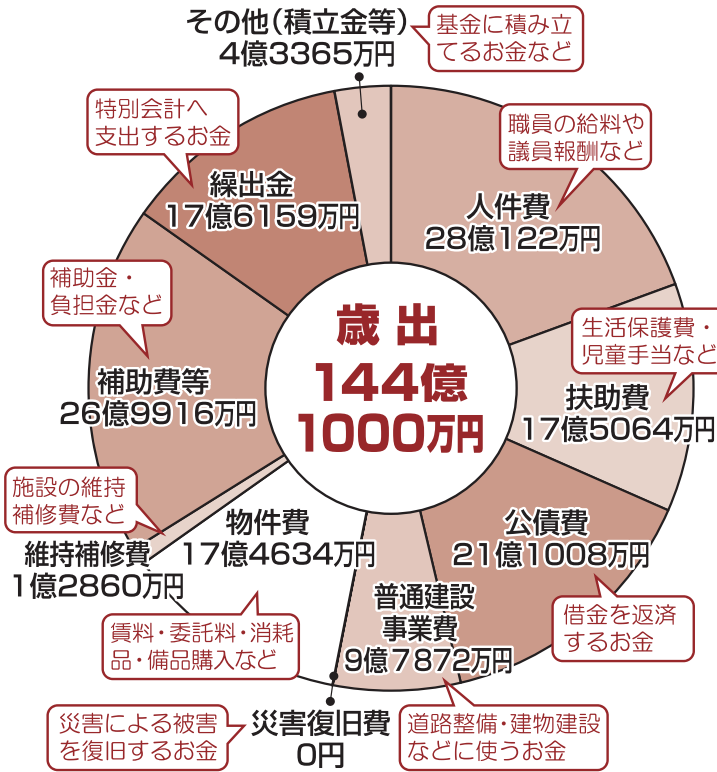 その他（積立金等）
4億3365万円
基金に積み立
てるお金など
特別会計へ
支出するお金
繰出金
17億6159万円
職員の給料や
議員報酬など
人件費
28億122万円
補助金・
負担金など
補助費等
26億9916万円
歳出
144億
1000万円
生活保護費・
児童手当など
扶助費
17億5064万円
施設の維持
補修費など
維持補修費
1億2860万円
物件費
17億4634万円
賃料・委託料・消耗
品・備品購入など
公債費
21億1008万円
借金を返済
するお金
普通建設
事業費
9億7872万円
道路整備・建物建設
などに使うお金
災害による被害
を復旧するお金
災害復旧費
0円